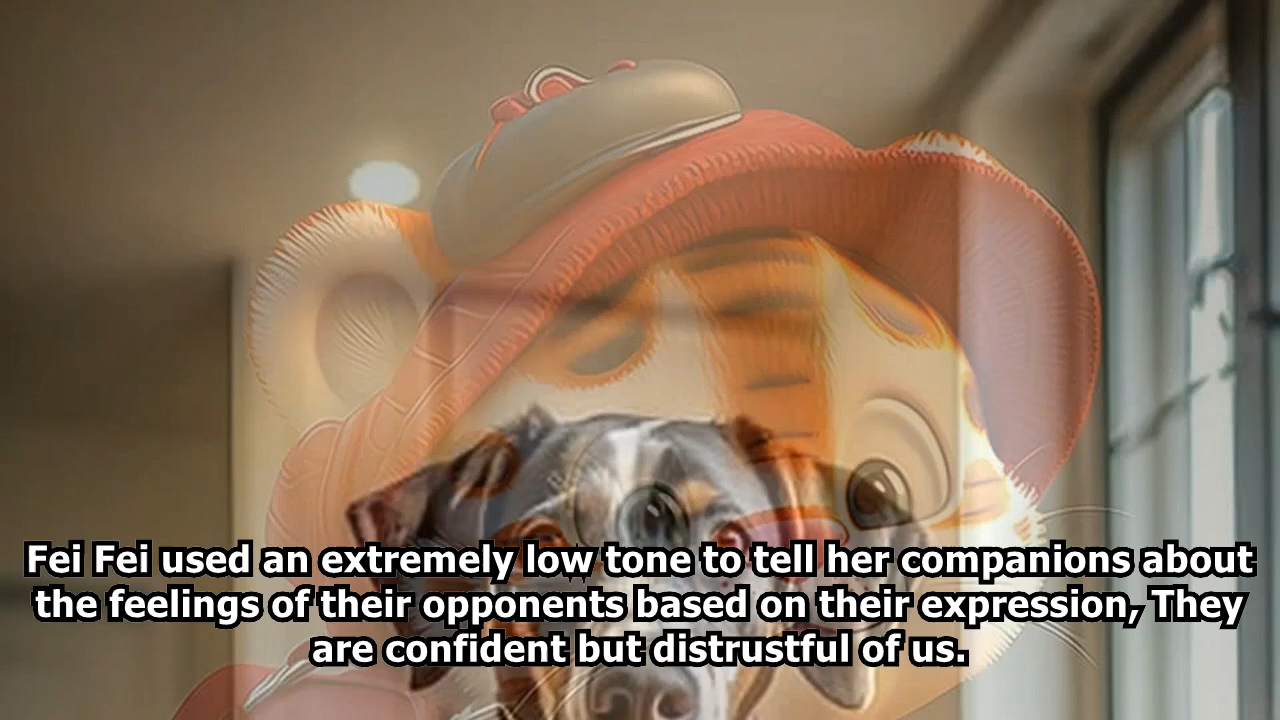 Fei Fei used an extremely low tone to tell her companions about
the feelings of their opponents based on their expression, They
are confident but distrustful of us.